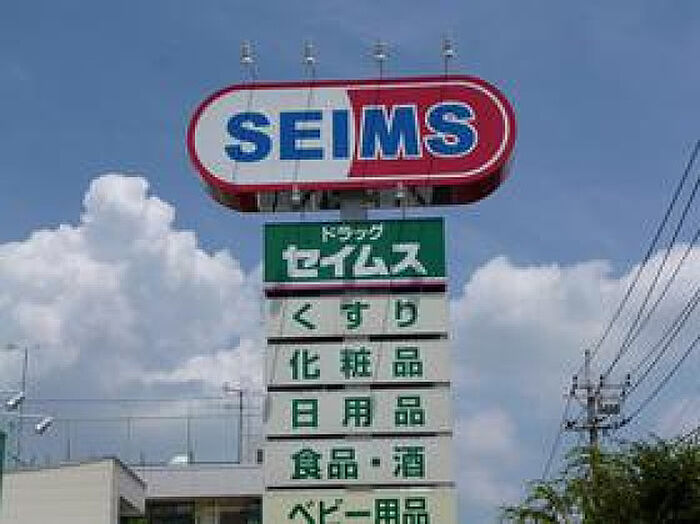 SEIMS
ドラッグ
セイムス
くすり
化粧品
日用品
食品・酒
ベビー用品